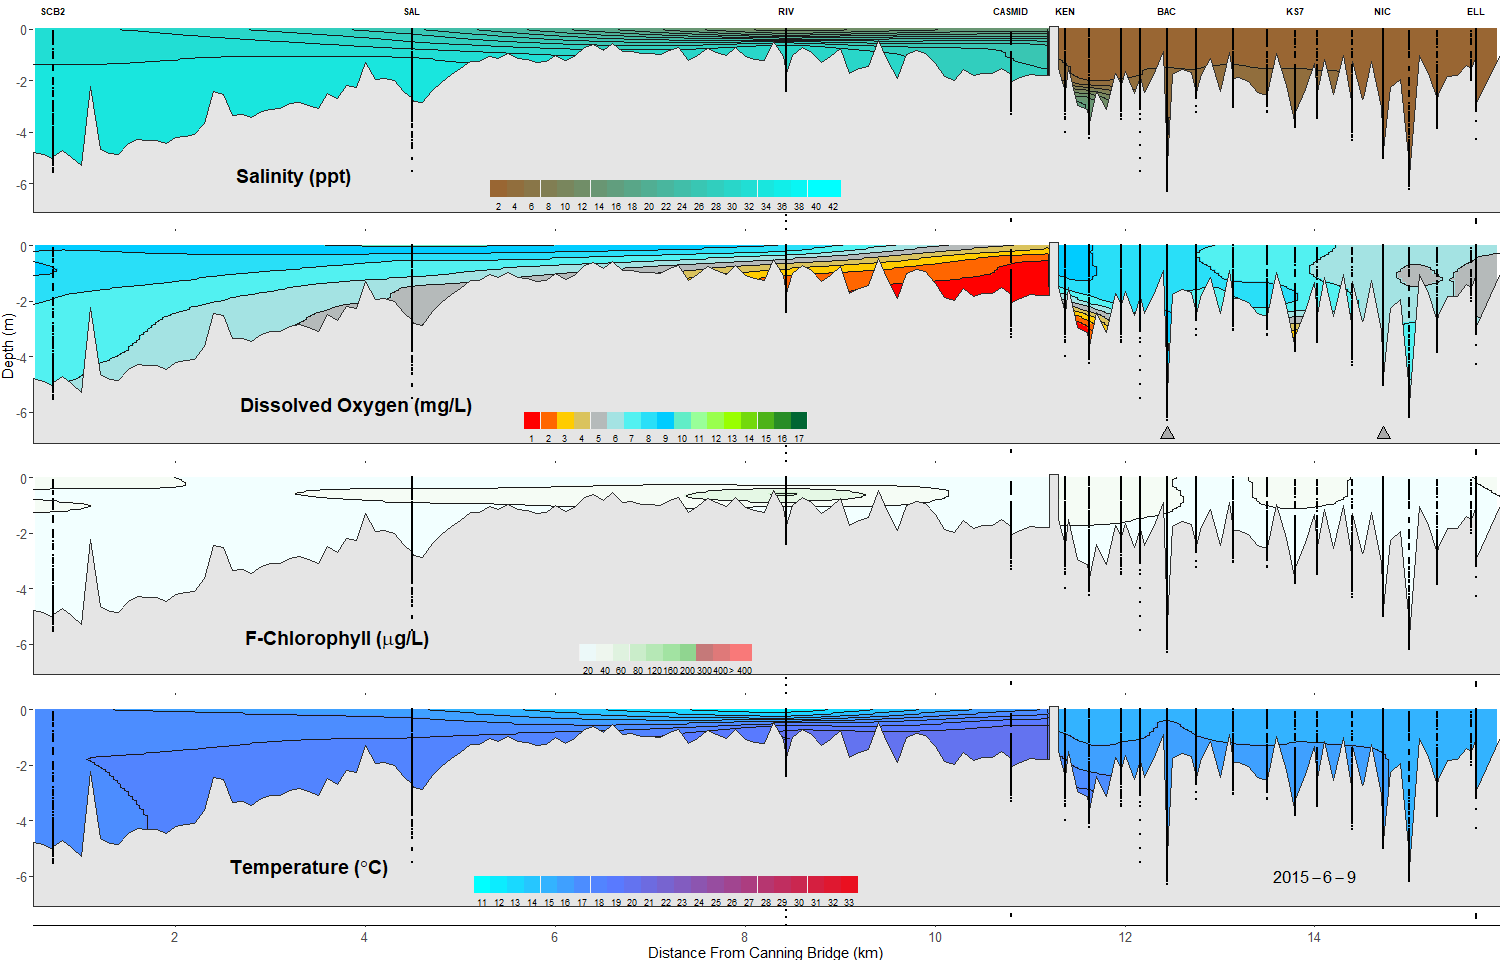 SCB2 SAL RIV CASMID KEN BAC KS7 NIC ELL
0
-2
-4
-6
Salinity (ppt)
2 4 6 8 10 12 14 16 18 20 22 24 26 28 30 32 34 36 38 40 42
0
-2
-4
-6
Depth (m)
Dissolved Oxygen (mg/L)
1 2 3 4 5 6 7 8 9 10 11 12 13 14 15 16 17
0
-2
-4
-6
F-Chlorophyll (µg/L)
20 40 60 80 120 160 200 300 400 > 400
0
-2
-4
-6
Temperature (°C)
11 12 13 14 15 16 17 18 19 20 21 22 23 24 25 26 27 28 29 30 31 32 33
2015–6–9
2 4 6 8 10 12 14
Distance From Canning Bridge (km)